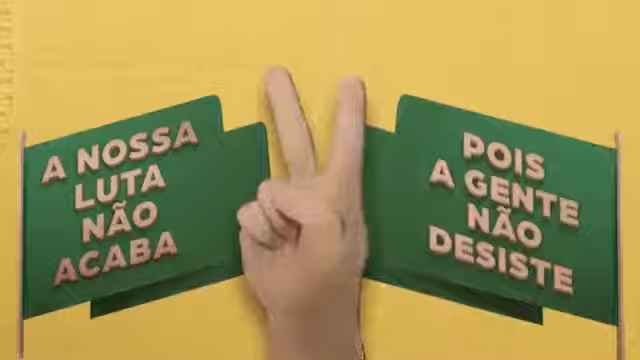 A NOSSA
LUTA
NÃO
ACABA
POIS
A GENTE
NÃO
DESISTE